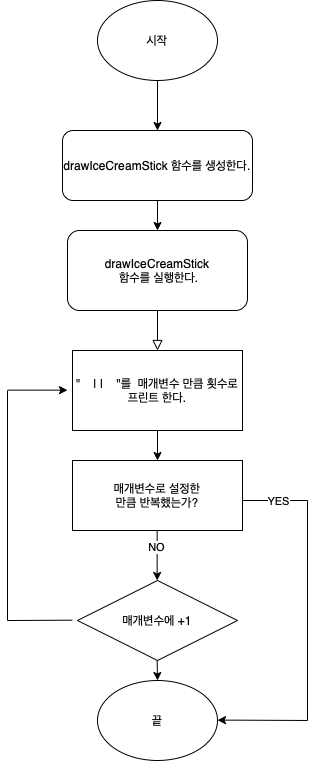 시작
drawIceCreamStick 함수를 생성한다.
drawIceCreamStick
함수를 실행한다.
" || "를 매개변수 만큼 횟수로
프린트 한다.
매개변수로 설정한
만큼 반복했는가?
YES
NO
매개변수에 +1
끝